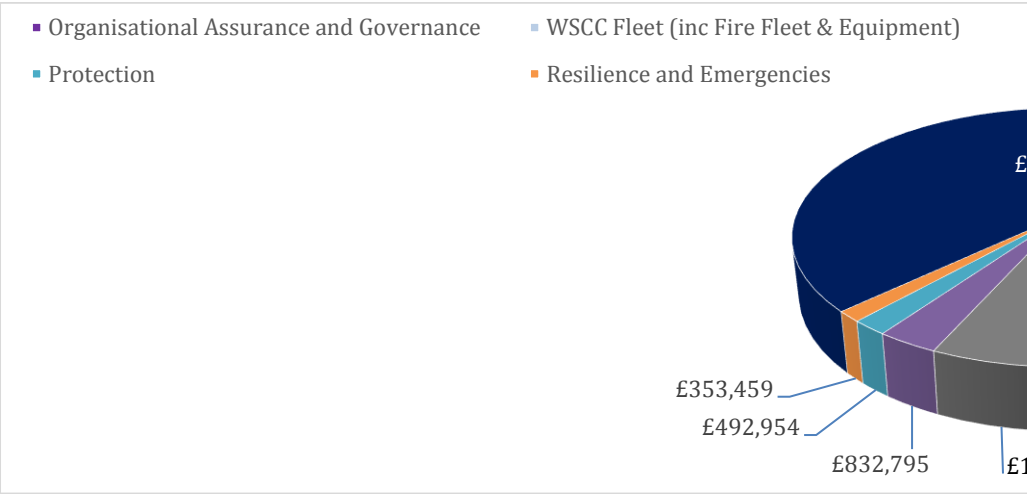 Organisational Assurance and Governance
WSCC Fleet (inc Fire Fleet & Equipment)
Protection
Resilience and Emergencies
£
£353,459
£492,954
£832,795
£1